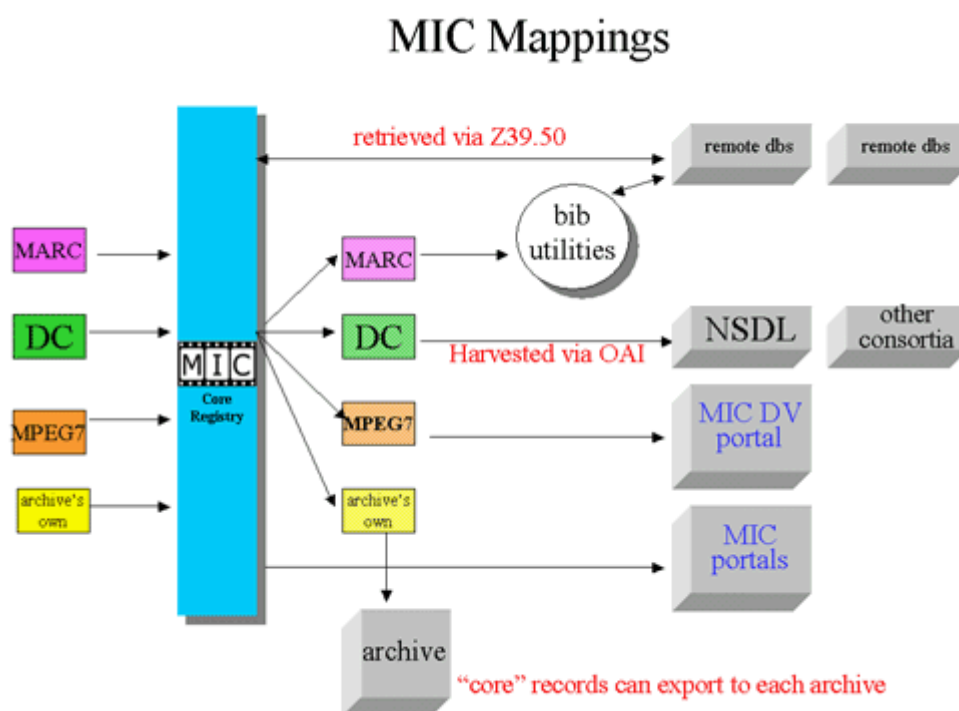 MIC Mappings
retrieved via Z39.50
remote dbs
remote dbs
bib
utilities
MARC
MARC
DC
DC
Harvested via OAI
NSDL
other
consortia
MIC
Core
Registry
MPEG7
MPEG7
MIC DV
portal
archive's
own
archive's
own
MIC
portals
archive
“core” records can export to each archive